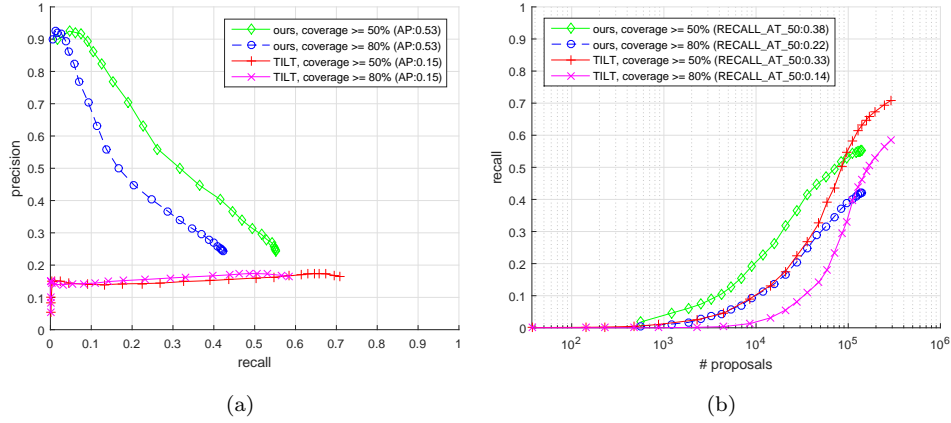 ours, coverage >= 50% (AP:0.53)
ours, coverage >= 80% (AP:0.53)
TILT, coverage >= 50% (AP:0.15)
TILT, coverage >= 80% (AP:0.15)
precision
1
0.9
0.8
0.7
0.6
0.5
0.4
0.3
0.2
0.1
0
0 0.1 0.2 0.3 0.4 0.5 0.6 0.7 0.8 0.9 1
recall
(a)
ours, coverage >= 50% (RECALL_AT_50:0.38)
ours, coverage >= 80% (RECALL_AT_50:0.22)
TILT, coverage >= 50% (RECALL_AT_50:0.33)
TILT, coverage >= 80% (RECALL_AT_50:0.14)
recall
1
0.9
0.8
0.7
0.6
0.5
0.4
0.3
0.2
0.1
0
10² 10³ 10⁴ 10⁵ 10⁶
# proposals
(b)